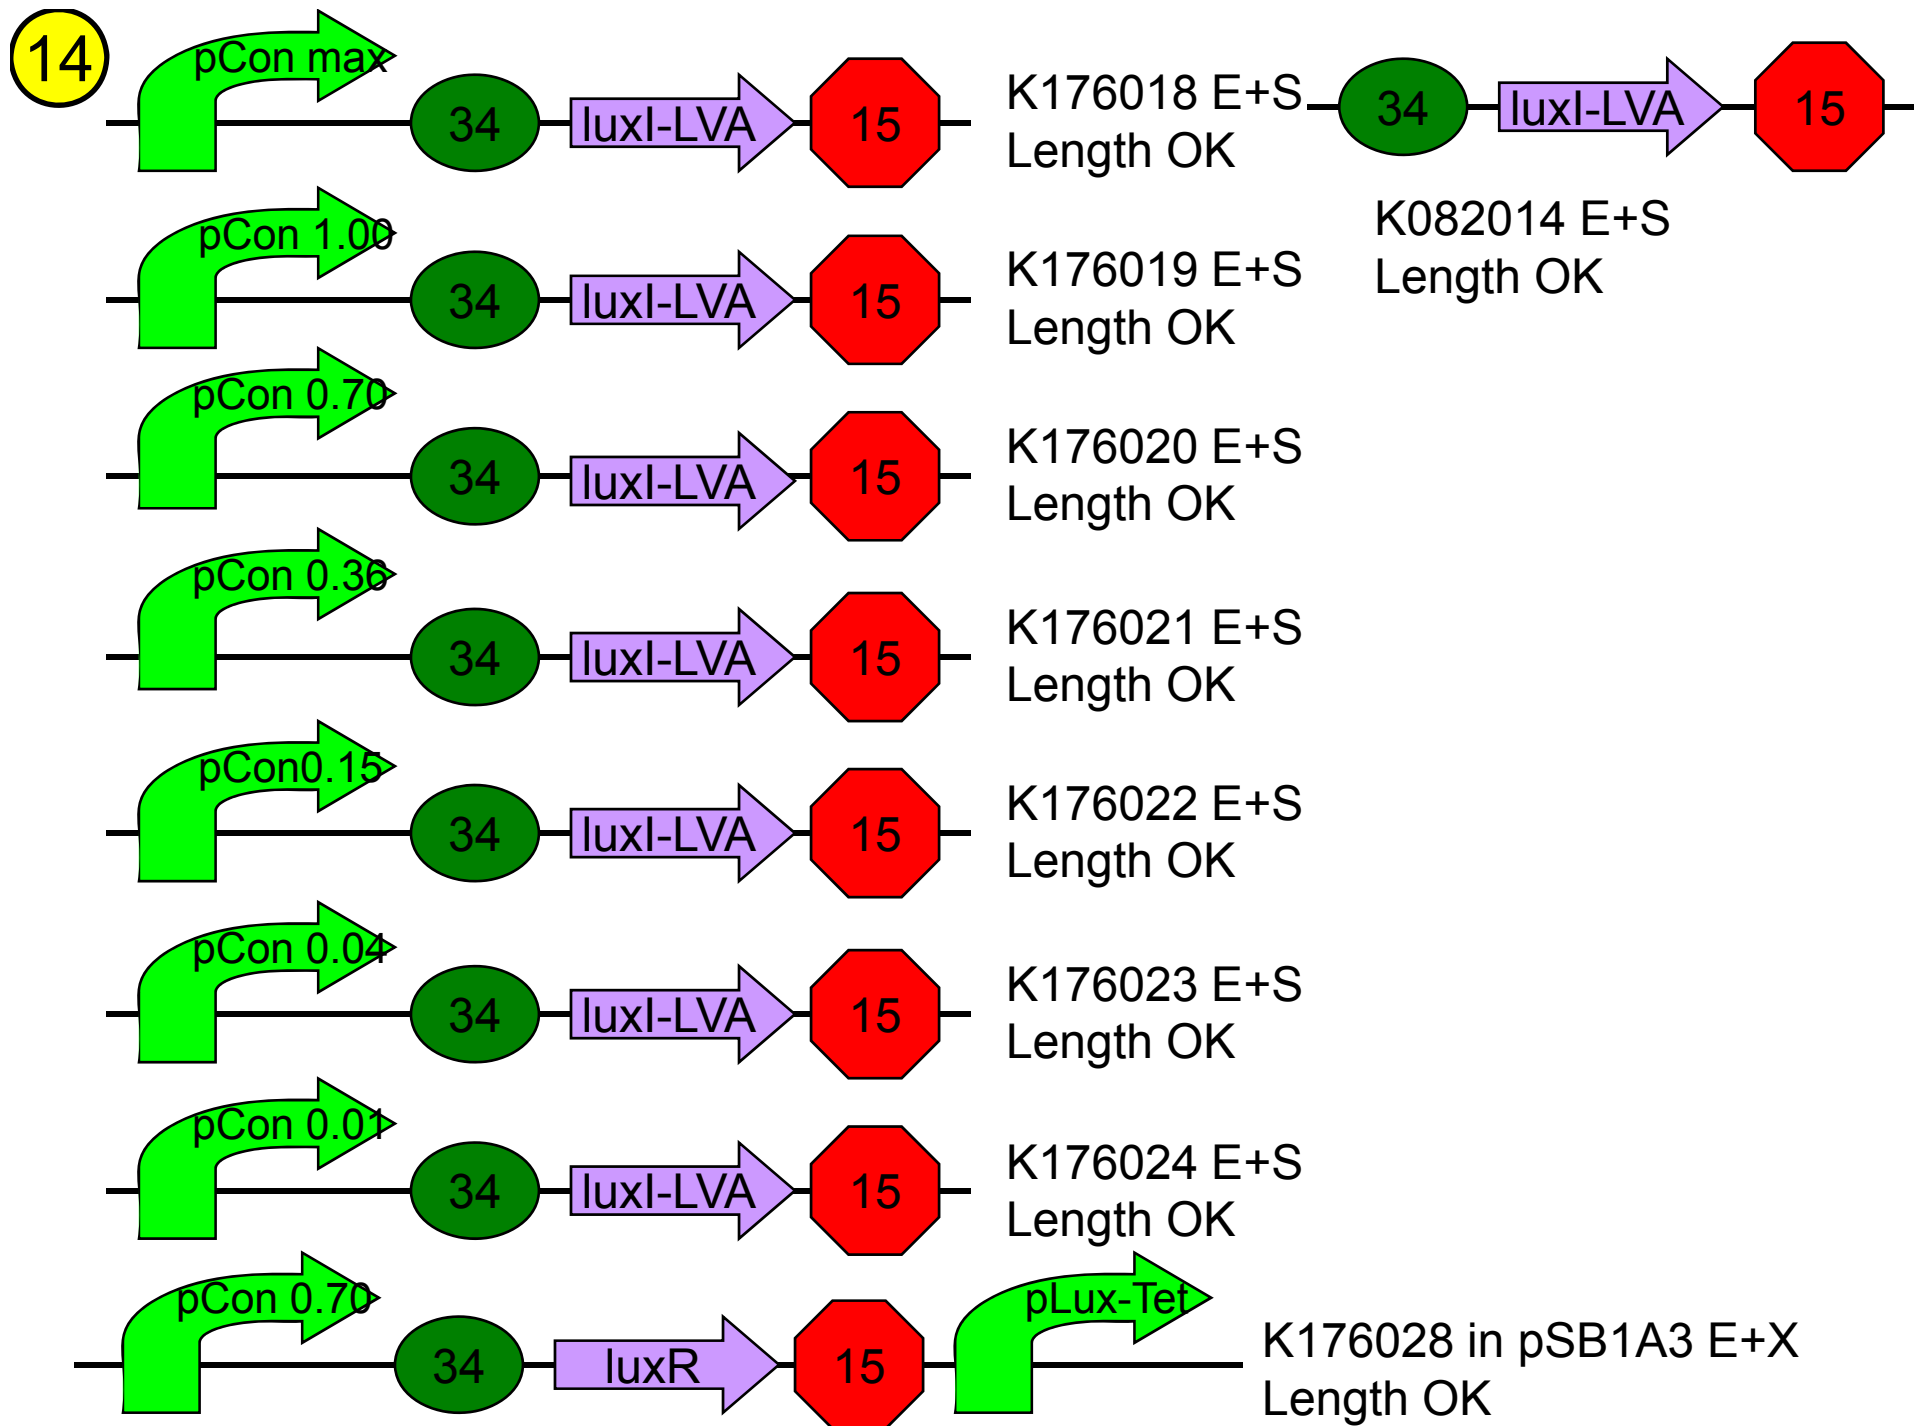 14
pCon max
34
luxI-LVA
15
K176018 E+S
Length OK
34
luxI-LVA
15
K082014 E+S
Length OK
pCon 1.00
34
luxI-LVA
15
K176019 E+S
Length OK
pCon 0.70
34
luxI-LVA
15
K176020 E+S
Length OK
pCon 0.36
34
luxI-LVA
15
K176021 E+S
Length OK
pCon0.15
34
luxI-LVA
15
K176022 E+S
Length OK
pCon 0.04
34
luxI-LVA
15
K176023 E+S
Length OK
pCon 0.01
34
luxI-LVA
15
K176024 E+S
Length OK
pCon 0.70
34
luxR
15
pLux-Tet
K176028 in pSB1A3 E+X
Length OK